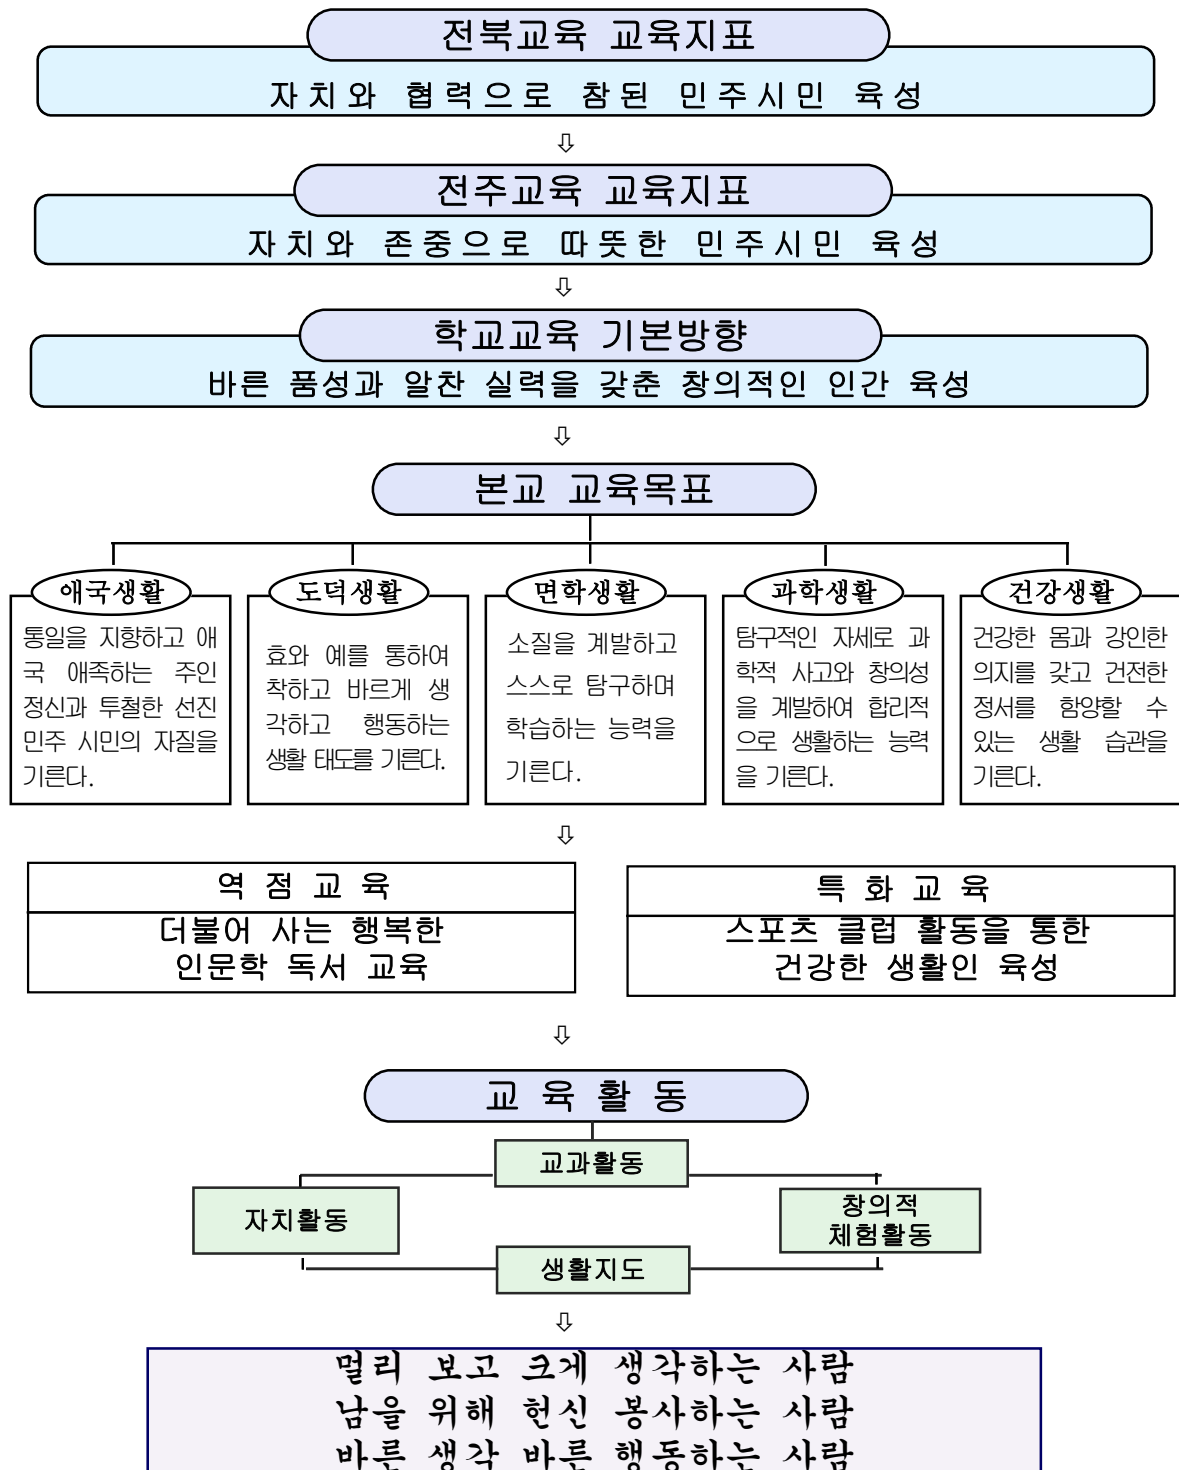 전북교육 교육지표
자치와 협력으로 참된 민주시민 육성
⇩
전주교육 교육지표
자치와 존중으로 따뜻한 민주시민 육성
⇩
학교교육 기본방향
바른 품성과 알찬 실력을 갖춘 창의적인 인간 육성
⇩
본교 교육목표
애국생활
통일을 지향하고 애
국 애족하는 주인
정신과 투철한 선진
민주 시민의 자질을
기른다.
도덕생활
효와 예를 통하여
착하고 바르게 생
각하고 행동하는
생활 태도를 기른다.
면학생활
소질을 계발하고
스스로 탐구하며
학습하는 능력을
기른다.
과학생활
탐구적인 자세로 과
학적 사고와 창의성
을 계발하여 합리적
으로 생활하는 능력
을 기른다.
건강생활
건강한 몸과 강인한
의지를 갖고 건전한
정서를 함양할 수
있는 생활 습관을
기른다.
⇩
역 점 교 육
더불어 사는 행복한
인문학 독서 교육
특 화 교 육
스포츠 클럽 활동을 통한
건강한 생활인 육성
⇩
교 육 활 동
교과활동
자치활동
창의적
체험활동
생활지도
⇩
멀리 보고 크게 생각하는 사람
남을 위해 헌신 봉사하는 사람
바른 생각 바른 행동하는 사람